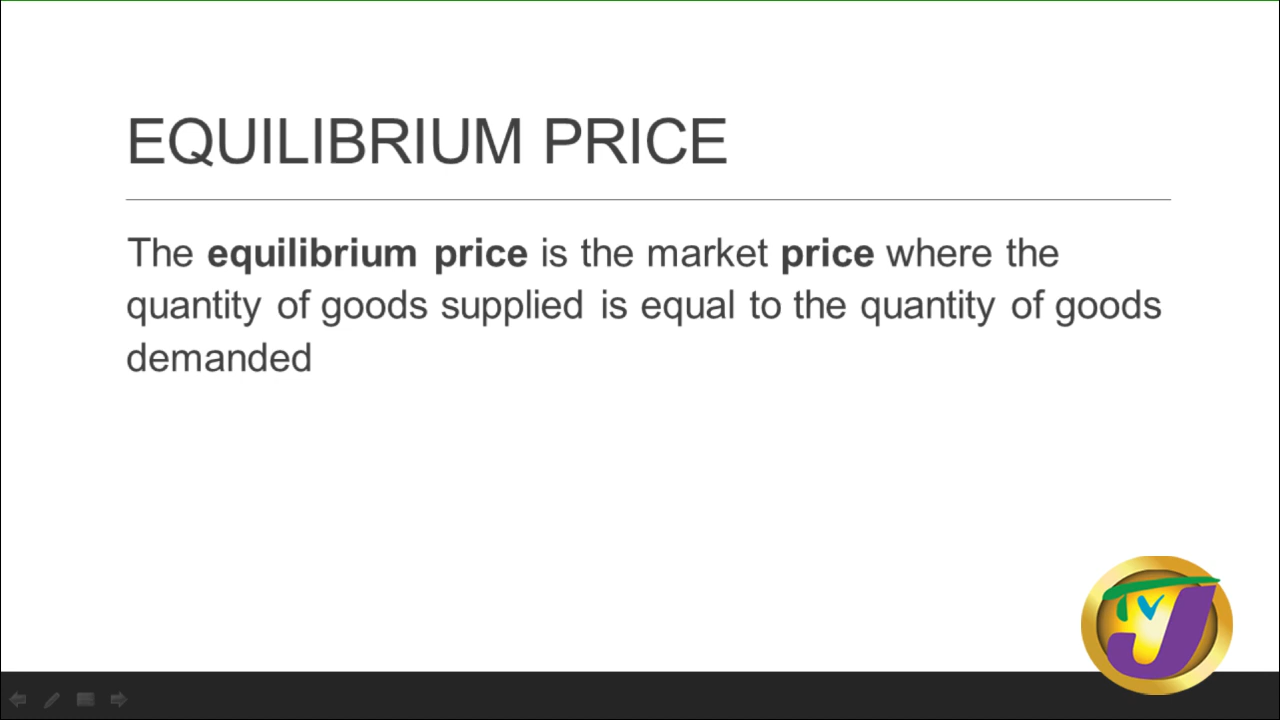 EQUILIBRIUM PRICE
The equilibrium price is the market price where the
quantity of goods supplied is equal to the quantity of goods
demanded
TVJ